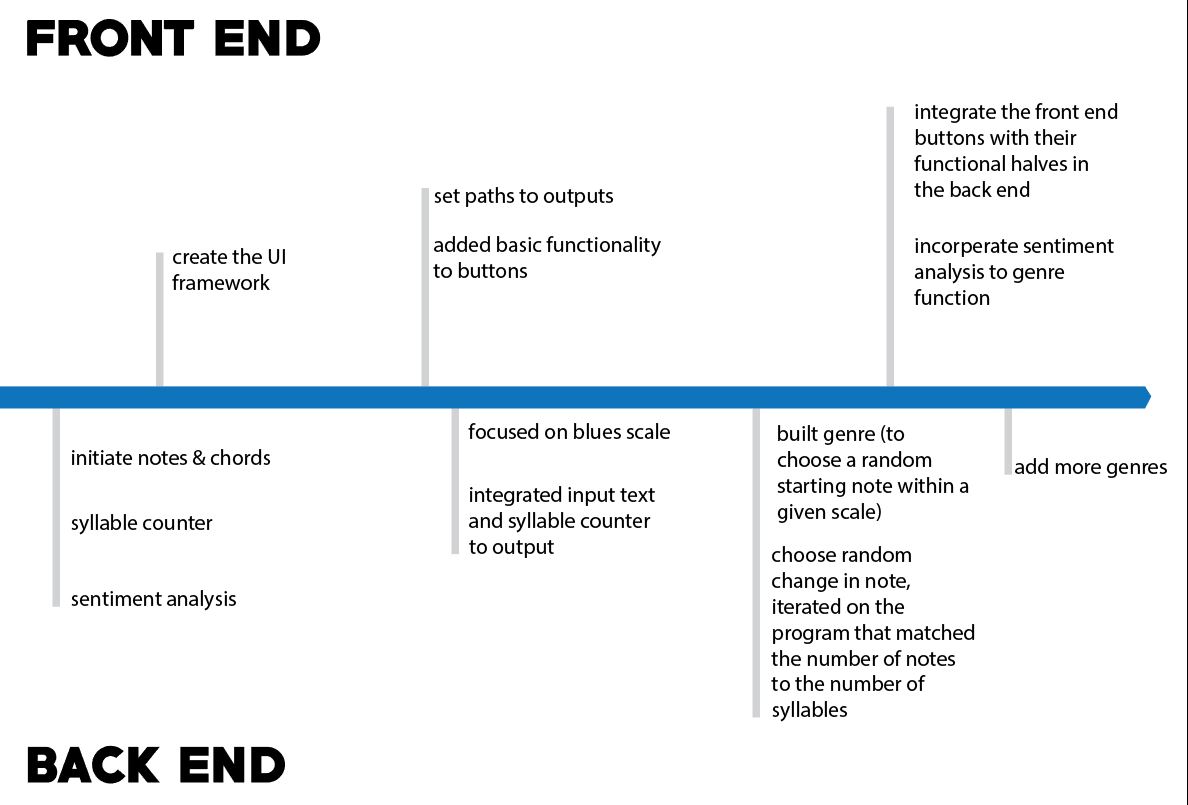 FRONT END
integrate the front end
buttons with their
functional halves in
the back end
set paths to outputs
added basic functionality
to buttons
incorperate sentiment
analysis to genre
function
create the UI
framework
initiate notes & chords
syllable counter
sentiment analysis
focused on blues scale
integrated input text
and syllable counter
to output
built genre (to
choose a random
starting note within a
given scale)
choose random
change in note,
iterated on the
program that matched
the number of notes
to the number of
syllables
add more genres
BACK END